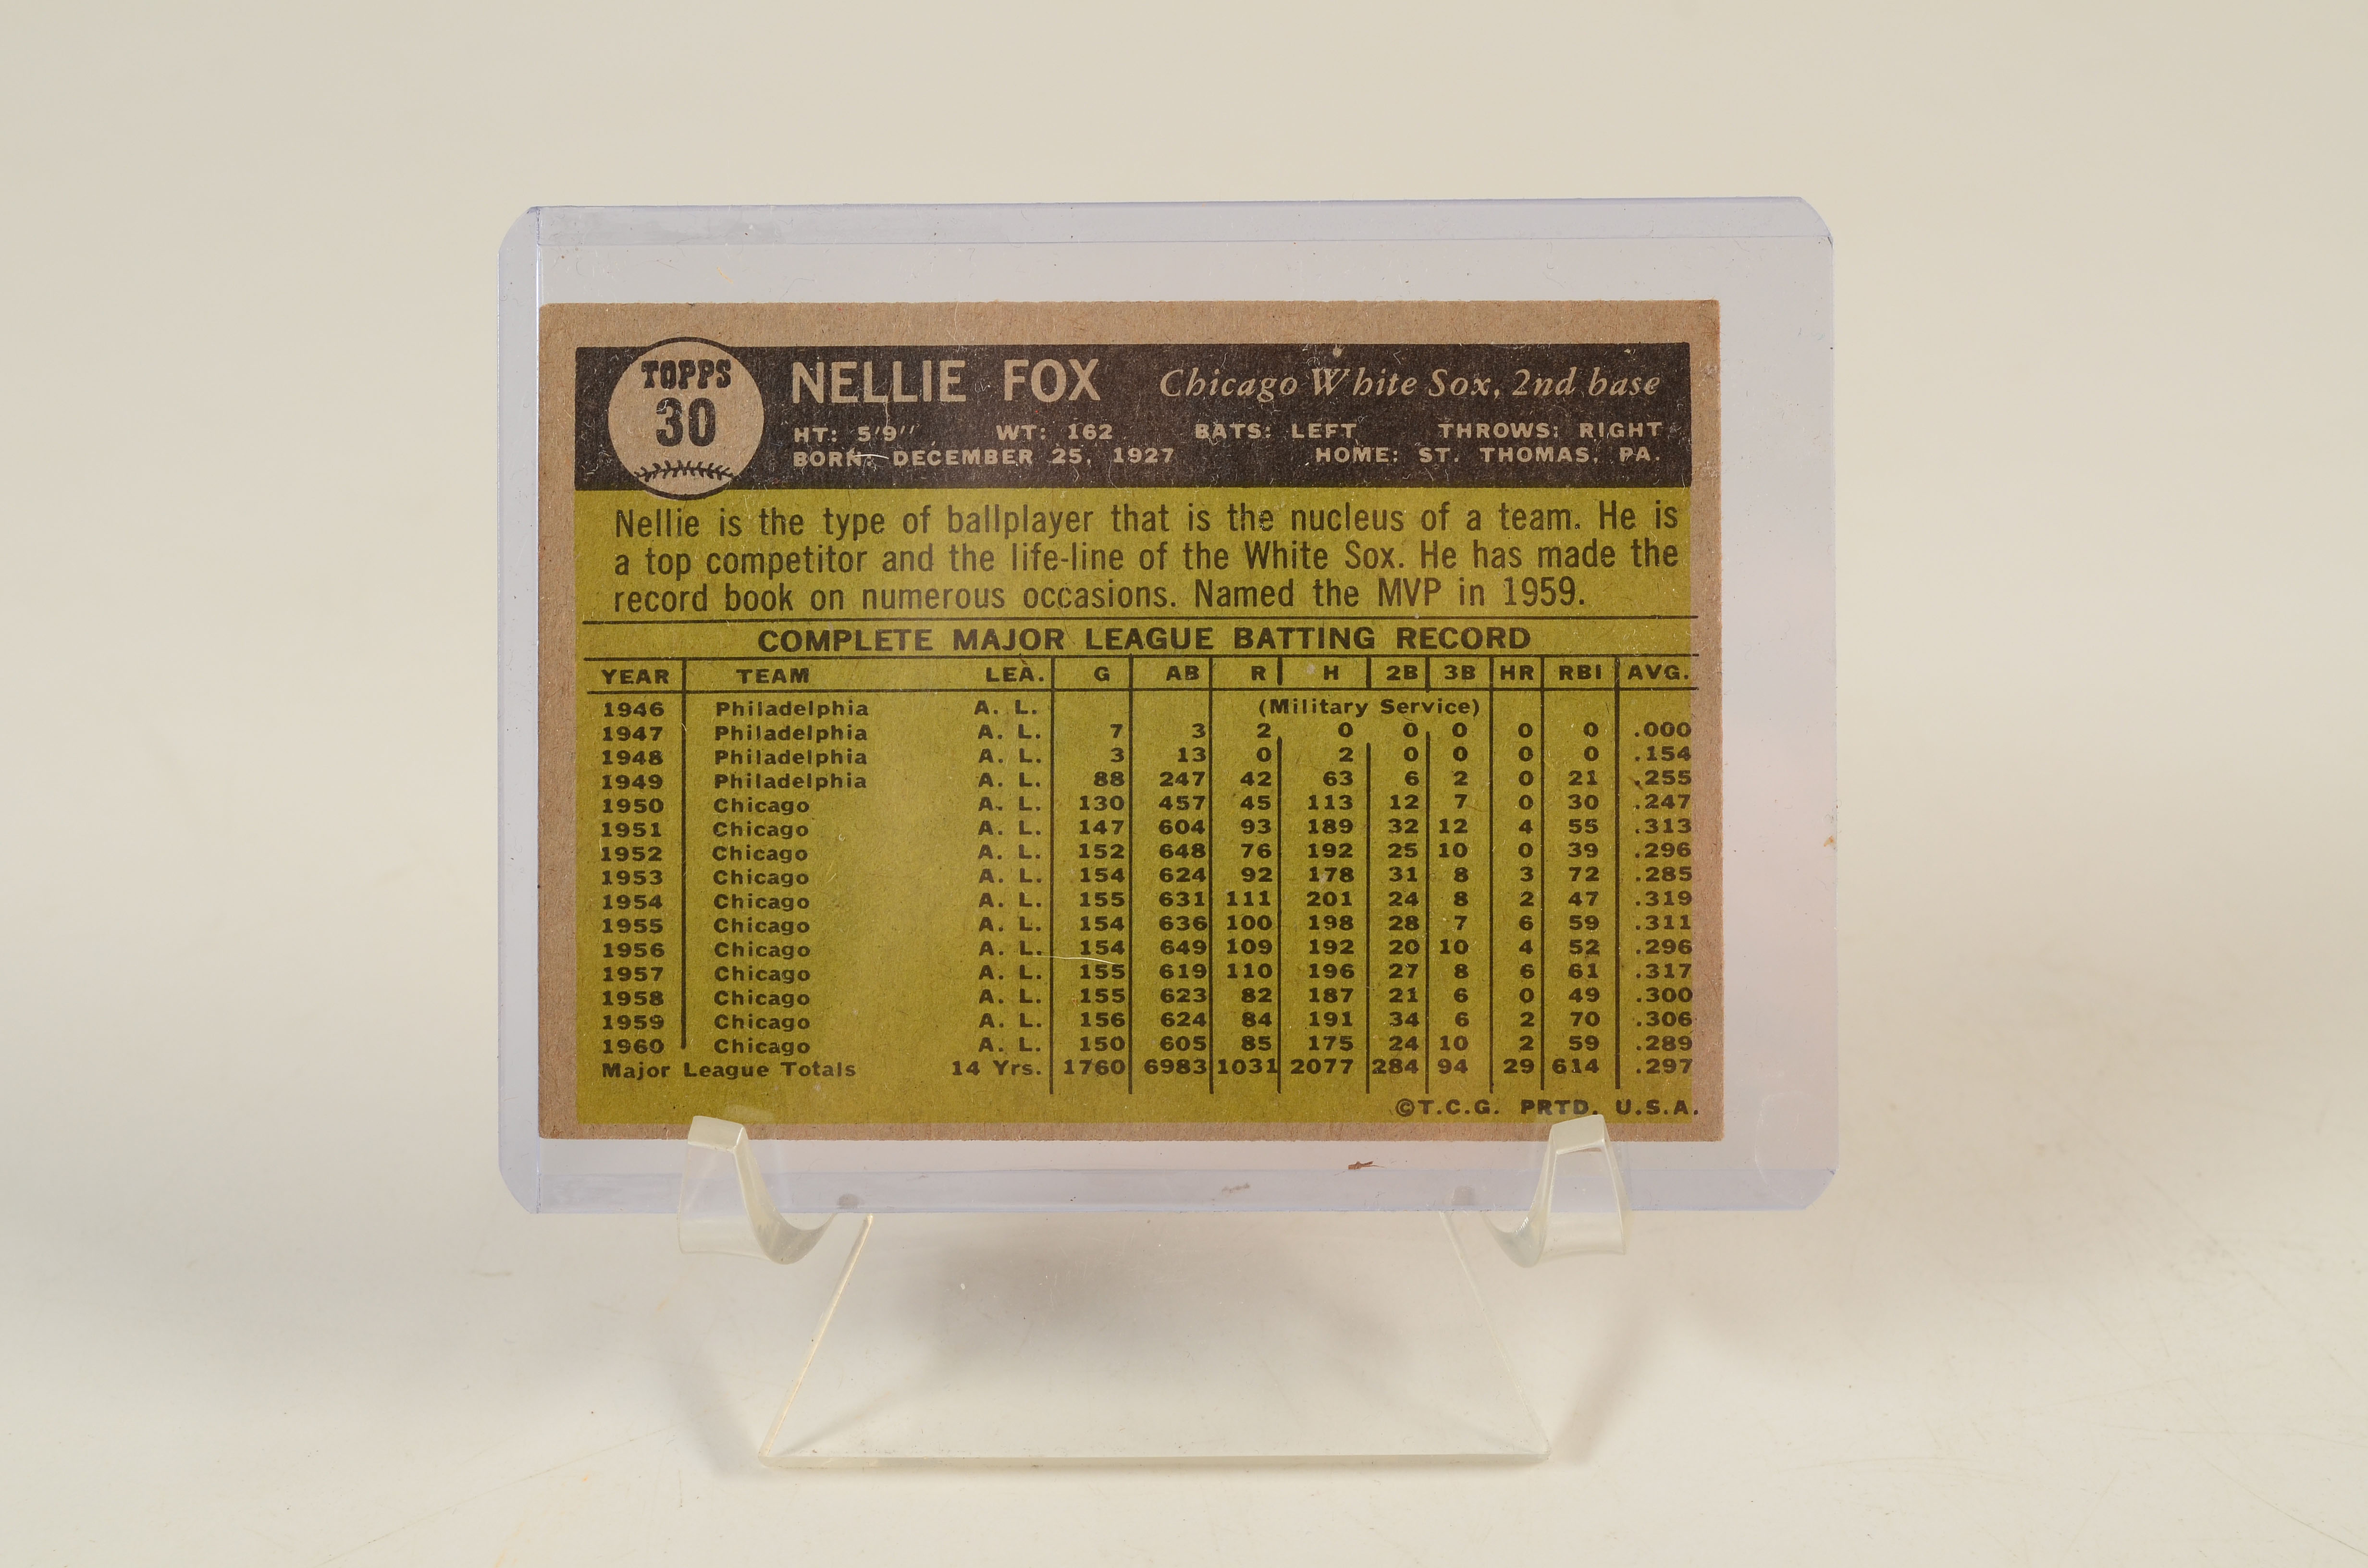 TOPPS
30
NELLIE FOX Chicago White Sox, 2nd base
HT: 5'9'' WT: 162 BATS: LEFT THROWS: RIGHT
BORN: DECEMBER 25, 1927 HOME: ST. THOMAS, PA.
Nellie is the type of ballplayer that is the nucleus of a team. He is
a top competitor and the life-line of the White Sox. He has made the
record book on numerous occasions. Named the MVP in 1959.
COMPLETE MAJOR LEAGUE BATTING RECORD
YEAR TEAM LEA. G AB R H 2B 3B HR RBI AVG.
1946 Philadelphia A. L. (Military Service)
1947 Philadelphia A. L. 7 3 2 0 0 0 0 0 .000
1948 Philadelphia A. L. 3 13 0 2 0 0 0 0 .154
1949 Philadelphia A. L. 88 247 42 63 6 2 0 21 .255
1950 Chicago A. L. 130 457 45 113 12 7 0 30 .247
1951 Chicago A. L. 147 604 93 189 32 12 4 55 .313
1952 Chicago A. L. 152 648 76 192 25 10 0 39 .296
1953 Chicago A. L. 154 624 92 178 31 8 3 72 .285
1954 Chicago A. L. 155 631 111 201 24 8 2 47 .319
1955 Chicago A. L. 154 636 100 198 28 7 6 59 .311
1956 Chicago A. L. 154 649 109 192 20 10 4 52 .296
1957 Chicago A. L. 155 619 110 196 27 8 6 61 .317
1958 Chicago A. L. 155 623 82 187 21 6 0 49 .300
1959 Chicago A. L. 156 624 84 191 34 6 2 70 .306
1960 Chicago A. L. 150 605 85 175 24 10 2 59 .289
Major League Totals 14 Yrs. 1760 6983 1031 2077 284 94 29 614 .297
©T.C.G. PRTD. U.S.A.